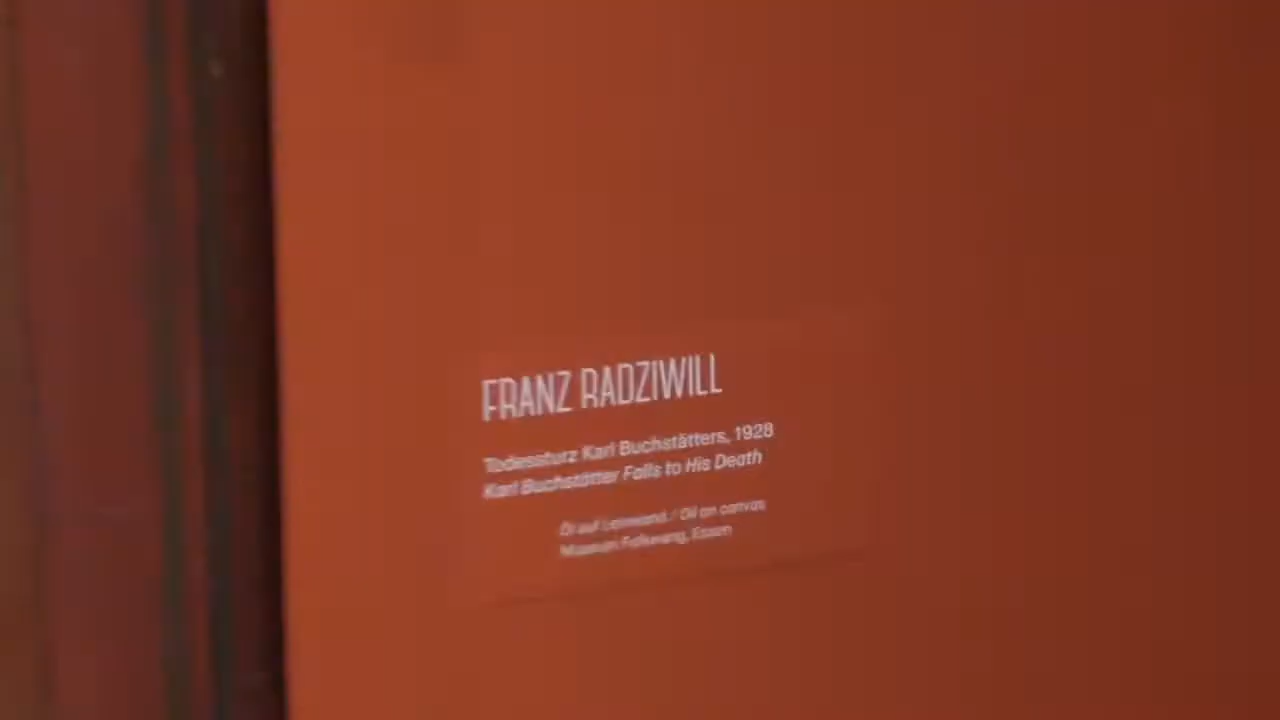 FRANZ RADZIWILL
Todessturz Karl Buchstätters, 1928
Karl Buchstätter Falls to His Death
Öl auf Leinwand / Oil on canvas
Museum Folkwang, Essen